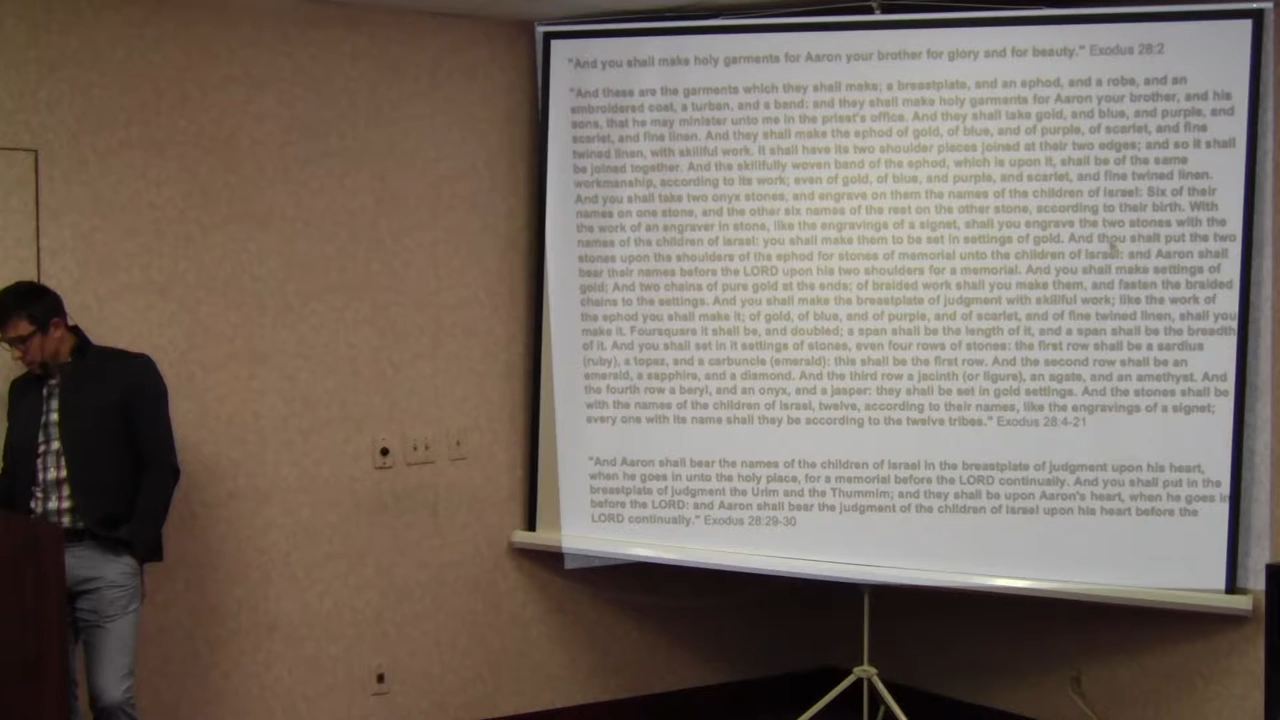 "And you shall make holy garments for Aaron your brother for glory and for beauty." Exodus 28:2
"And these are the garments which they shall make; a breastplate, and an ephod, and a robe, and an
embroidered coat, a turban, and a band: and they shall make holy garments for Aaron your brother, and his
sons, that he may minister unto me in the priest's office. And they shall take gold, and blue, and purple, and
scarlet, and fine linen. And they shall make the ephod of gold, of blue, and of purple, of scarlet, and fine
twined linen, with skillful work. It shall have its two shoulder pieces joined at their two edges; and so it shall
be joined together. And the skillfully woven band of the ephod, which is upon it, shall be of the same
workmanship, according to its work; even of gold, of blue, and purple, and scarlet, and fine twined linen.
And you shall take two onyx stones, and engrave on them the names of the children of Israel: Six of their
names on one stone, and the other six names of the rest on the other stone, according to their birth. With
the work of an engraver in stone, like the engravings of a signet, shall you engrave the two stones with the
names of the children of Israel: you shall make them to be set in settings of gold. And thou shall put the two
stones upon the shoulders of the ephod for stones of memorial unto the children of Israel: and Aaron shall
bear their names before the LORD upon his two shoulders for a memorial. And you shall make settings of
gold; And two chains of pure gold at the ends; of braided work shall you make them, and fasten the braided
chains to the settings. And you shall make the breastplate of judgment with skillful work; like the work of
the ephod you shall make it; of gold, of blue, and of purple, and of scarlet, and of fine twined linen, shall you
make it. Foursquare it shall be, and doubled; a span shall be the length of it, and a span shall be the breadth
of it. And you shall set in it settings of stones, even four rows of stones: the first row shall be a sardius
(ruby), a topaz, and a carbuncle (emerald): this shall be the first row. And the second row shall be an
emerald, a sapphire, and a diamond. And the third row a jacinth (or ligure), an agate, and an amethyst. And
the fourth row a beryl, and an onyx, and a jasper: they shall be set in gold settings. And the stones shall be
with the names of the children of Israel, twelve, according to their names, like the engravings of a signet;
every one with its name shall they be according to the twelve tribes." Exodus 28:4-21
"And Aaron shall bear the names of the children of Israel in the breastplate of judgment upon his heart,
when he goes in unto the holy place, for a memorial before the LORD continually. And you shall put in the
breastplate of judgment the Urim and the Thummim; and they shall be upon Aaron's heart, when he goes in
before the LORD: and Aaron shall bear the judgment of the children of Israel upon his heart before the
LORD continually." Exodus 28:29-30